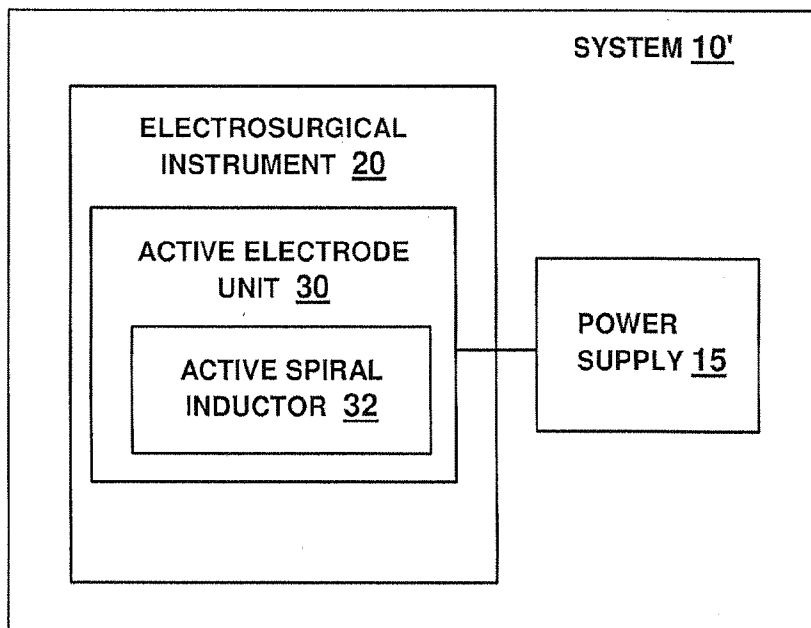 SYSTEM 10'
ELECTROSURGICAL
INSTRUMENT 20
ACTIVE ELECTRODE
UNIT 30
ACTIVE SPIRAL
INDUCTOR 32
POWER
SUPPLY 15